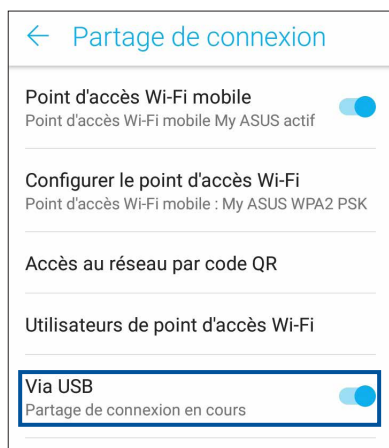 Partage de connexion
Point d'accès Wi-Fi mobile
Point d'accès Wi-Fi mobile My ASUS actif
Configurer le point d'accès Wi-Fi
Point d'accès Wi-Fi mobile : My ASUS WPA2 PSK
Accès au réseau par code QR
Utilisateurs de point d'accès Wi-Fi
Via USB
Partage de connexion en cours